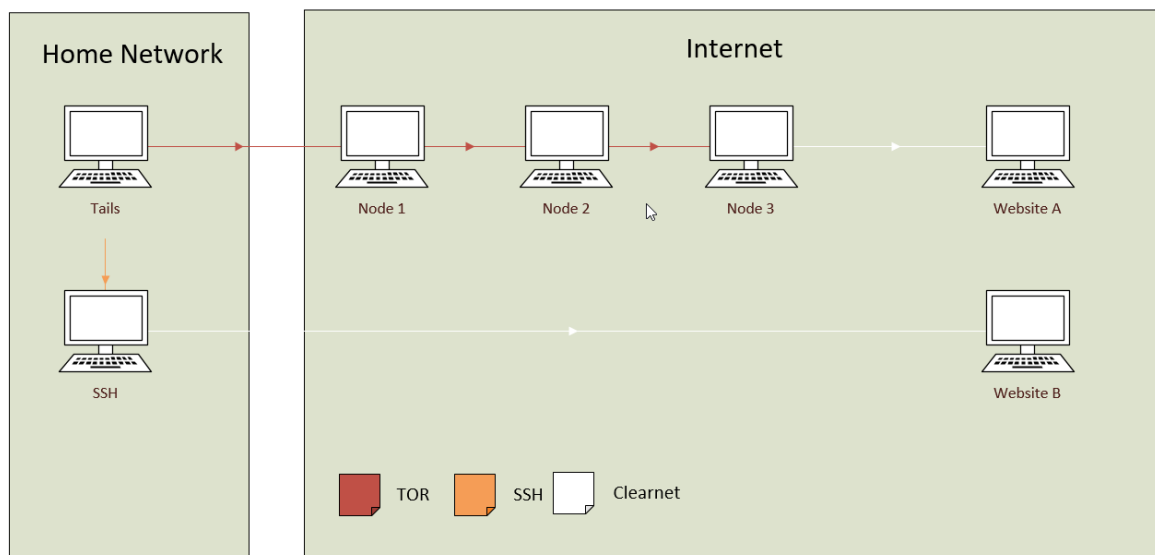 Home Network
Internet
Tails
Node 1
Node 2
Node 3
Website A
SSH
Website B
TOR
SSH
Clearnet